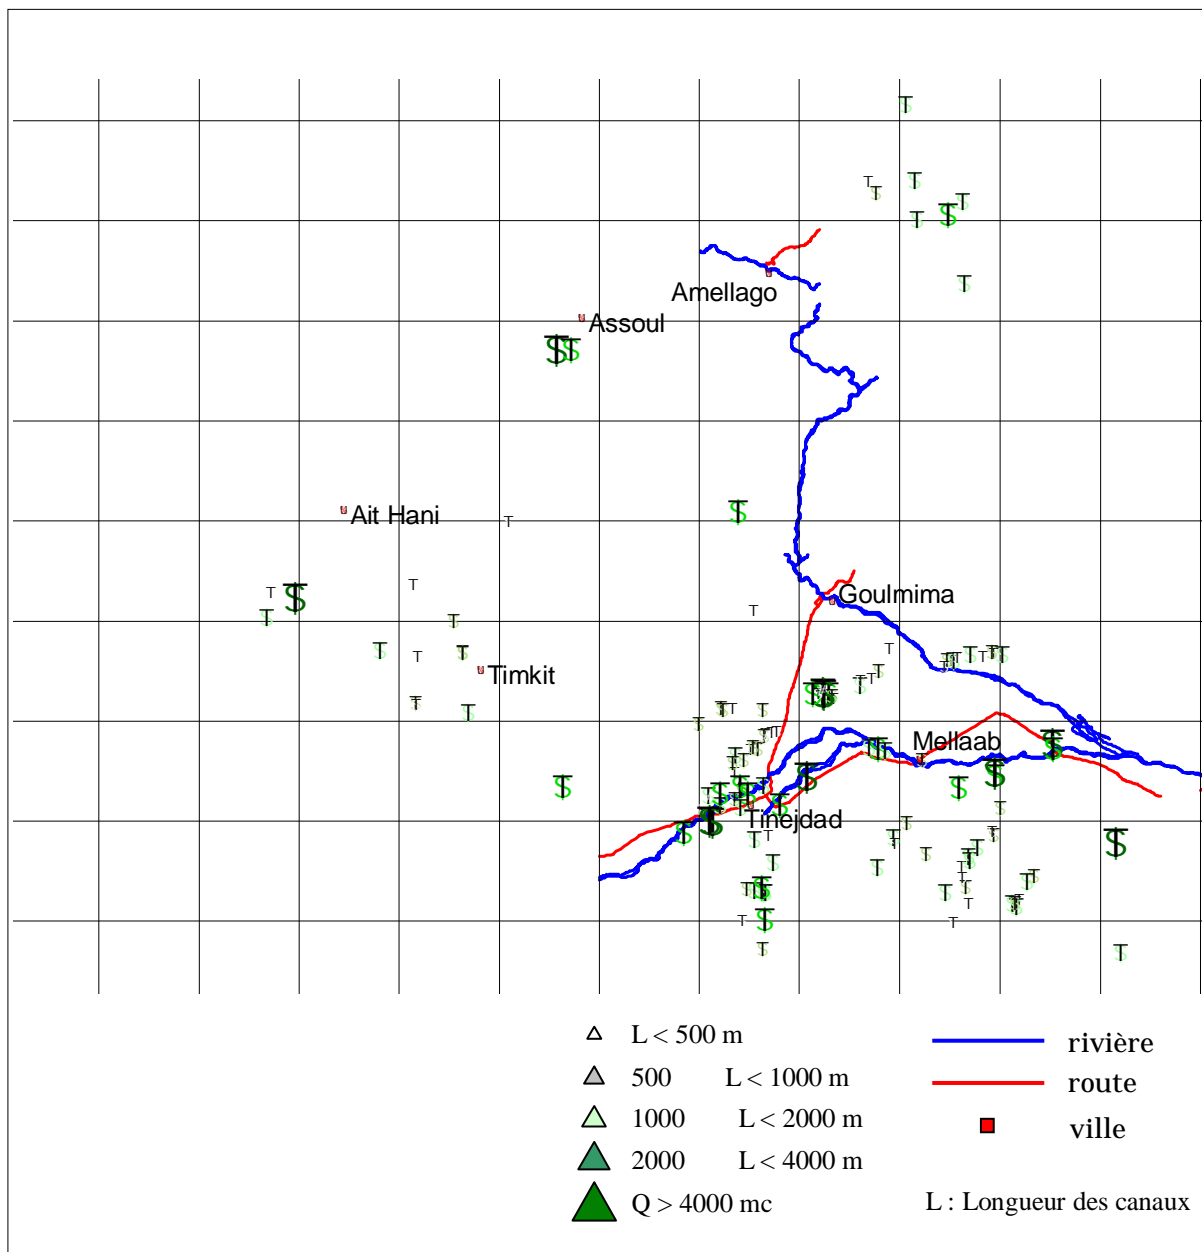 Amellago
Assoul
Ait Hani
Goulmima
Timkit
Mellaab
Tinejdad
L < 500 m
rivière
500 L < 1000 m
route
1000 L < 2000 m
ville
2000 L < 4000 m
Q > 4000 mc
L : Longueur des canaux